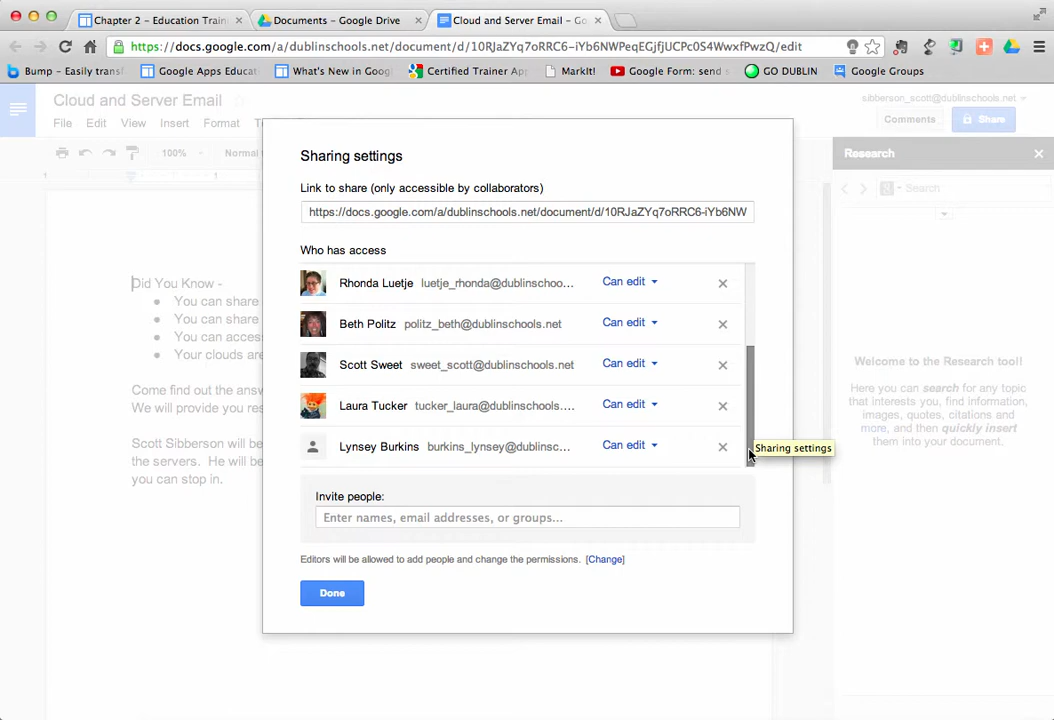 Chapter 2 – Education Train
Documents – Google Drive
Cloud and Server Email – Go
https://docs.google.com/a/dublinschools.net/document/d/10RJaZYq7oRRC6-iYb6NWPeqEGjfjUCPc0S4WwxfPwzQ/edit
Bump - Easily transf
Google Apps Educat
What's New in Goog
Certified Trainer App
MarkIt!
Google Form: send s
GO DUBLIN
Google Groups
Cloud and Server Email
sibberson_scott@dublinschools.net
File Edit View Insert Format
Comments
Share
100%
Normal
Research
Search
Sharing settings
Link to share (only accessible by collaborators)
https://docs.google.com/a/dublinschools.net/document/d/10RJaZYq7oRRC6-iYb6NW
Who has access
Rhonda Luetje luetje_rhonda@dublinschoo... Can edit
Beth Politz politz_beth@dublinschools.net Can edit
Scott Sweet sweet_scott@dublinschools.net Can edit
Laura Tucker tucker_laura@dublinschools.... Can edit
Lynsey Burkins burkins_lynsey@dublinsc... Can edit
Sharing settings
Invite people:
Enter names, email addresses, or groups...
Editors will be allowed to add people and change the permissions. [Change]
Done
Did You Know -
You can share
You can share
You can acces
Your clouds are
Come find out the answ
We will provide you res
Scott Sibberson will be
the servers. He will be
you can stop in.
Welcome to the Research tool!
Here you can search for any topic
that interests you, find information,
images, quotes, citations and
more, and then quickly insert
them into your document.